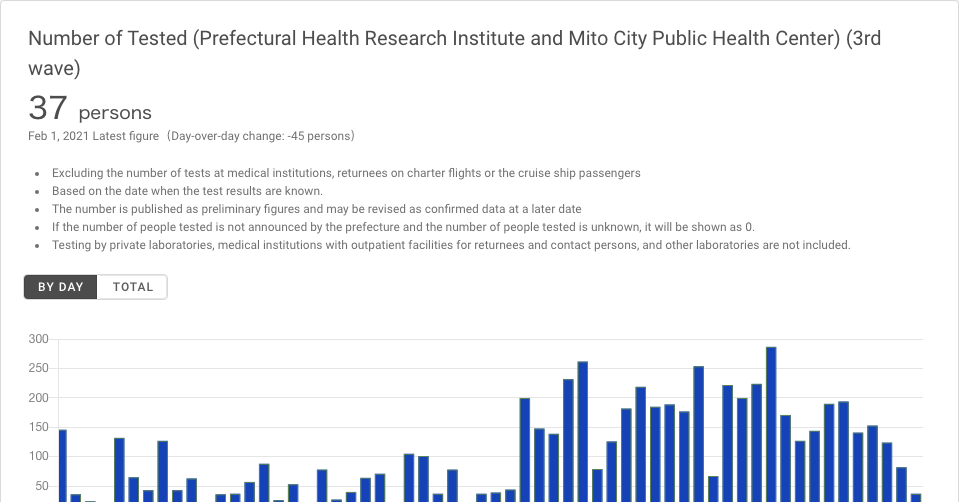 Number of Tested (Prefectural Health Research Institute and Mito City Public Health Center) (3rd
wave)
37 persons
Feb 1, 2021 Latest figure（Day-over-day change: -45 persons）
• Excluding the number of tests at medical institutions, returnees on charter flights or the cruise ship passengers
• Based on the date when the test results are known.
• The number is published as preliminary figures and may be revised as confirmed data at a later date
• If the number of people tested is not announced by the prefecture and the number of people tested is unknown, it will be shown as 0.
• Testing by private laboratories, medical institutions with outpatient facilities for returnees and contact persons, and other laboratories are not included.
BY DAY TOTAL
300
250
200
150
100
50